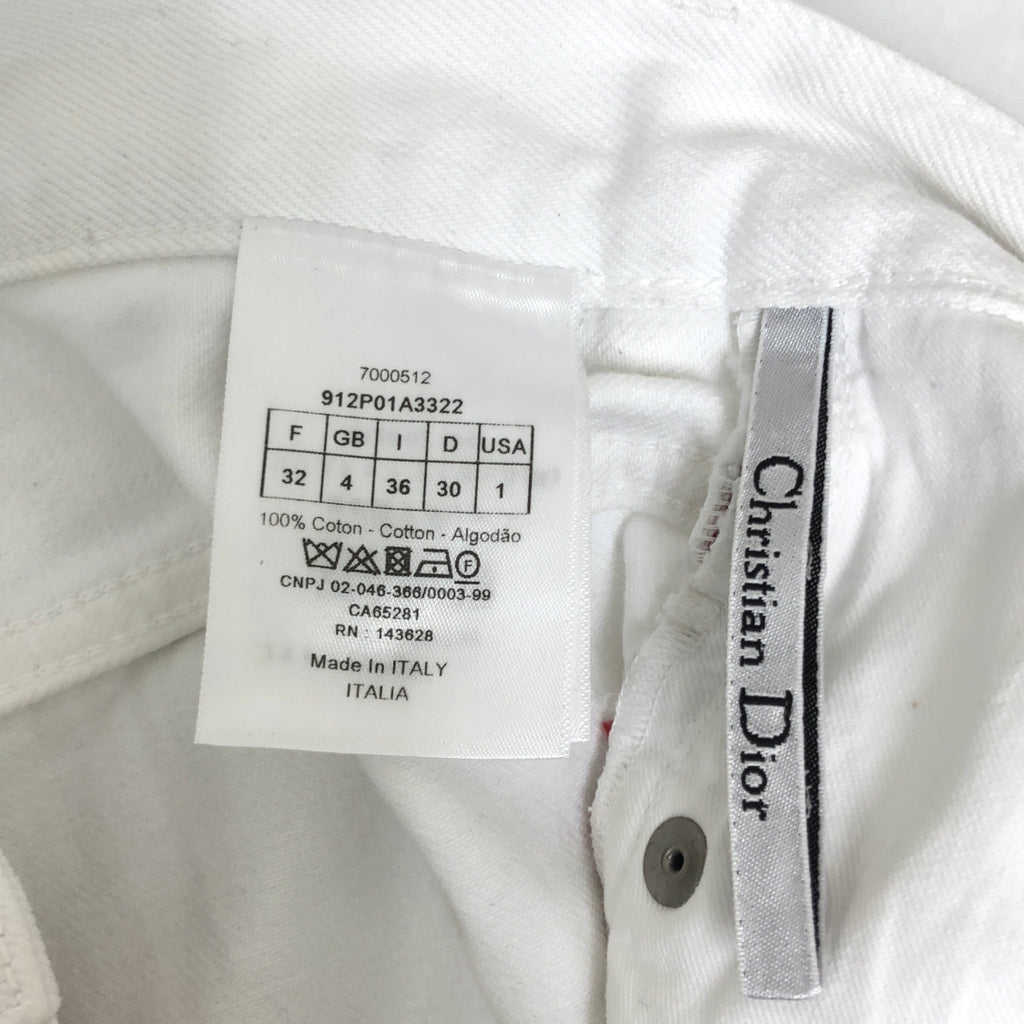 7000512
912P01A3322
F GB I D USA
32 4 36 30 1
100% Coton - Cotton - Algodão
F
CNPJ 02-046-366/0003-99
CA65281
RN : 143628
Made In ITALY
ITALIA
Christian Dior